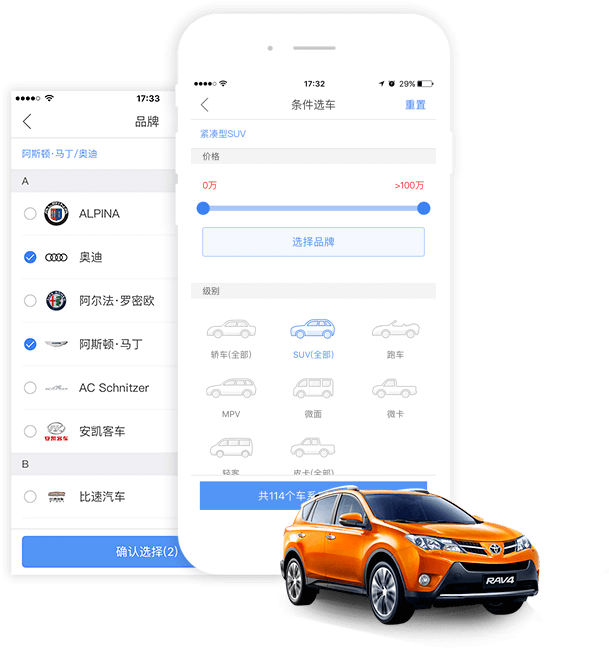 17:33
品牌
阿斯顿·马丁/奥迪
A
ALPINA
奥迪
阿尔法·罗密欧
阿斯顿·马丁
AC Schnitzer
安凯客车
安凯客车
B
比速汽车
确认选择(2)
17:32
29%
条件选车
重置
紧凑型SUV
价格
0万
>100万
选择品牌
级别
轿车(全部)
SUV(全部)
跑车
MPV
微面
微卡
轻客
皮卡(全部)
共114个车系
RAV4